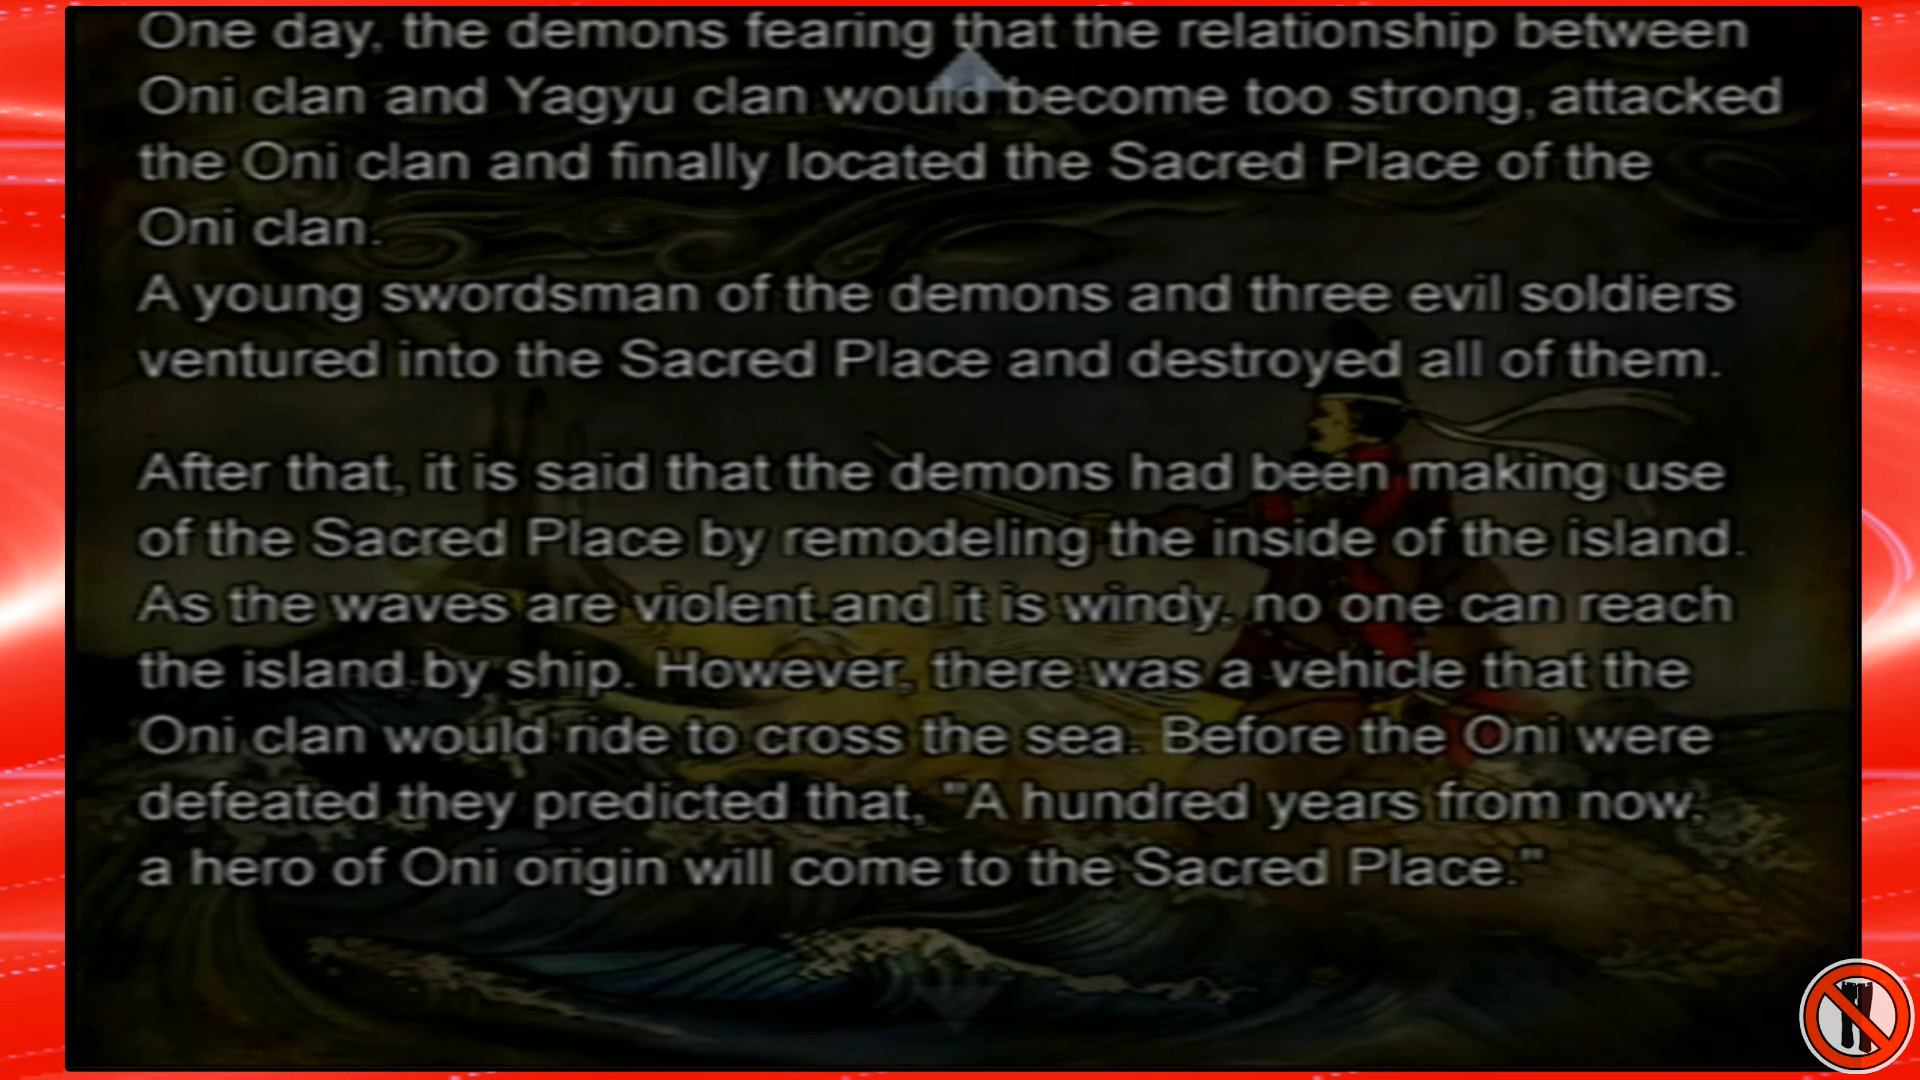 One day, the demons fearing that the relationship between
Oni clan and Yagyu clan would become too strong, attacked
the Oni clan and finally located the Sacred Place of the
Oni clan.
A young swordsman of the demons and three evil soldiers
ventured into the Sacred Place and destroyed all of them.
After that, it is said that the demons had been making use
of the Sacred Place by remodeling the inside of the island.
As the waves are violent and it is windy, no one can reach
the island by ship. However, there was a vehicle that the
Oni clan would ride to cross the sea. Before the Oni were
defeated they predicted that, "A hundred years from now,
a hero of Oni origin will come to the Sacred Place."